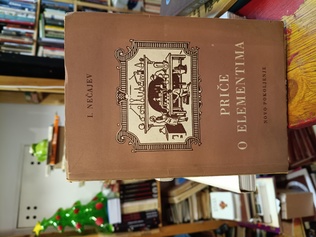 I. NEČAJEV
PRIČE
O ELEMENTIMA
NOVO POKOLJENJE